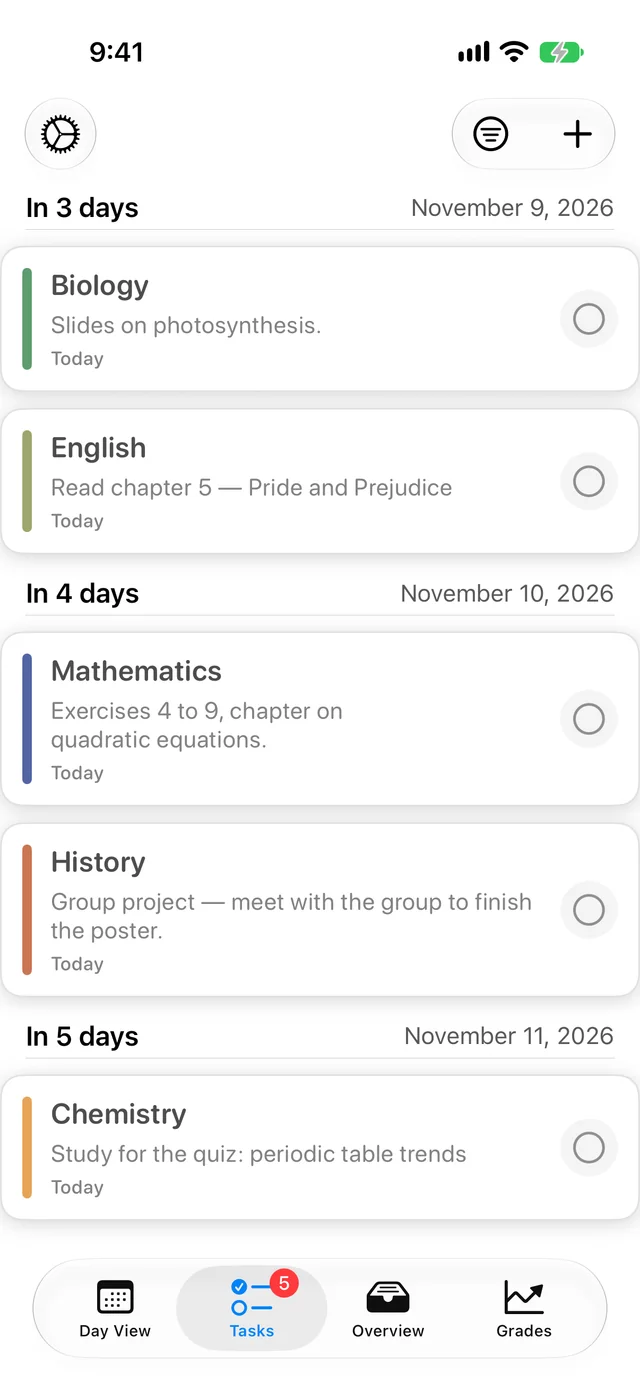 9:41
In 3 days
November 9, 2026
Biology
Slides on photosynthesis.
Today
English
Read chapter 5 — Pride and Prejudice
Today
In 4 days
November 10, 2026
Mathematics
Exercises 4 to 9, chapter on
quadratic equations.
Today
History
Group project — meet with the group to finish
the poster.
Today
In 5 days
November 11, 2026
Chemistry
Study for the quiz: periodic table trends
Today
5
Day View
Tasks
Overview
Grades